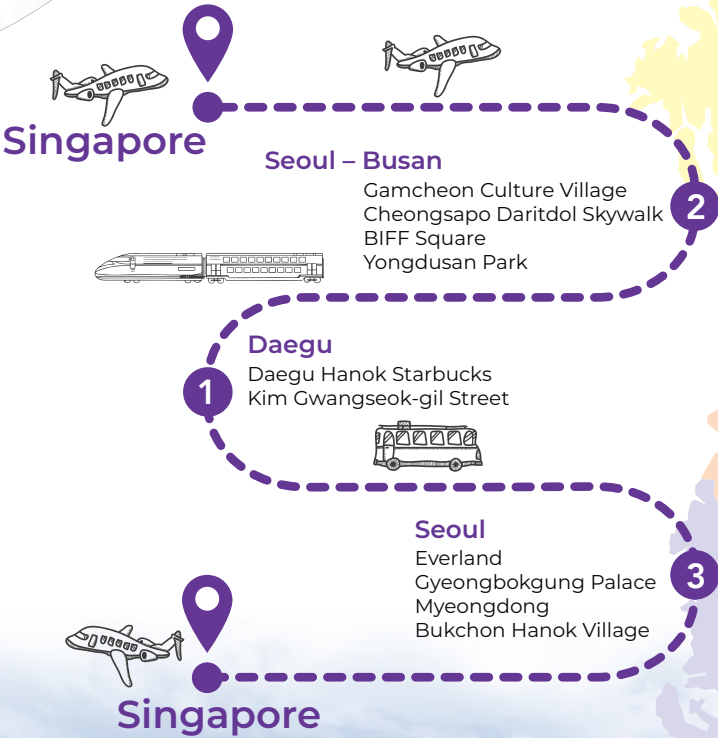 Singapore
Seoul – Busan
Gamcheon Culture Village
Cheongsapo Daritdol Skywalk
BIFF Square
Yongdusan Park
2
Daegu
Daegu Hanok Starbucks
Kim Gwangseok-gil Street
1
Seoul
Everland
Gyeongbokgung Palace
Myeongdong
Bukchon Hanok Village
3
Singapore